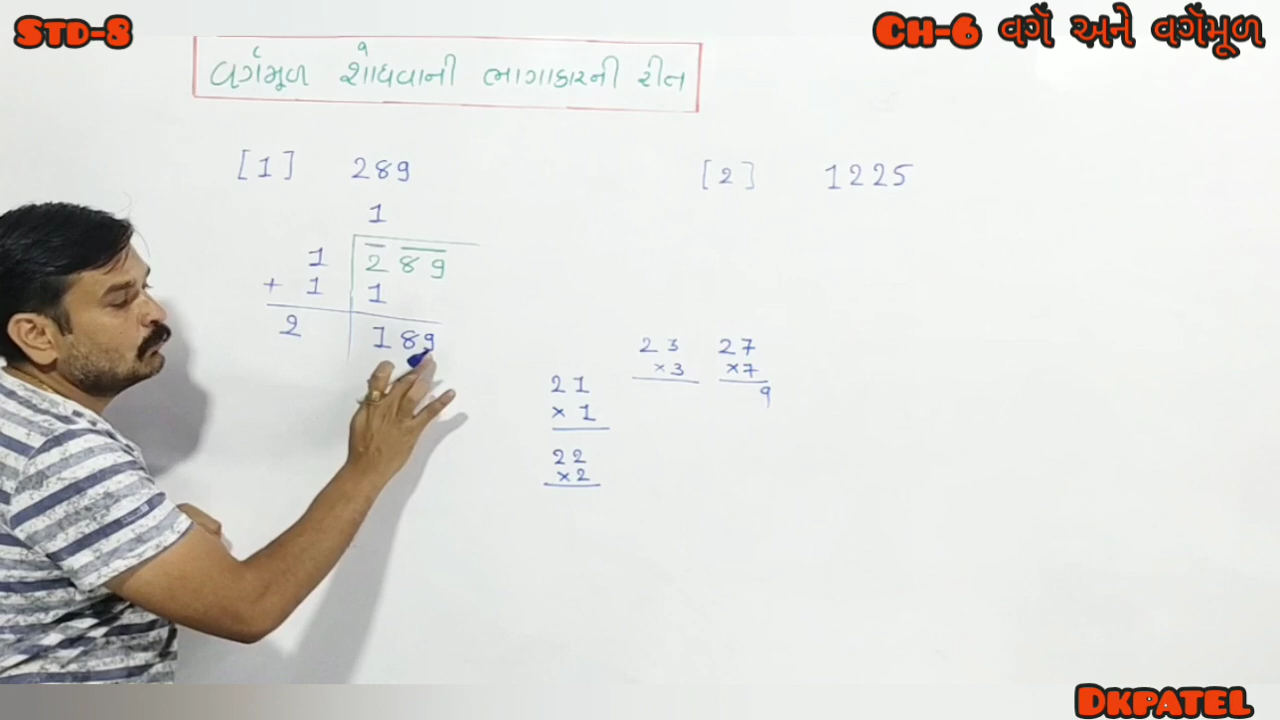 STD-8
CH-6 વર્ગ અને વર્ગમૂળ
વર્ગમૂળ શોધવાની ભાગાકારની રીત
[1] 289
[2] 1225
1
1 2 89
+ 1 1
2 189
23
×3
27
×7
9
21
× 1
22
×2
DKPATEL